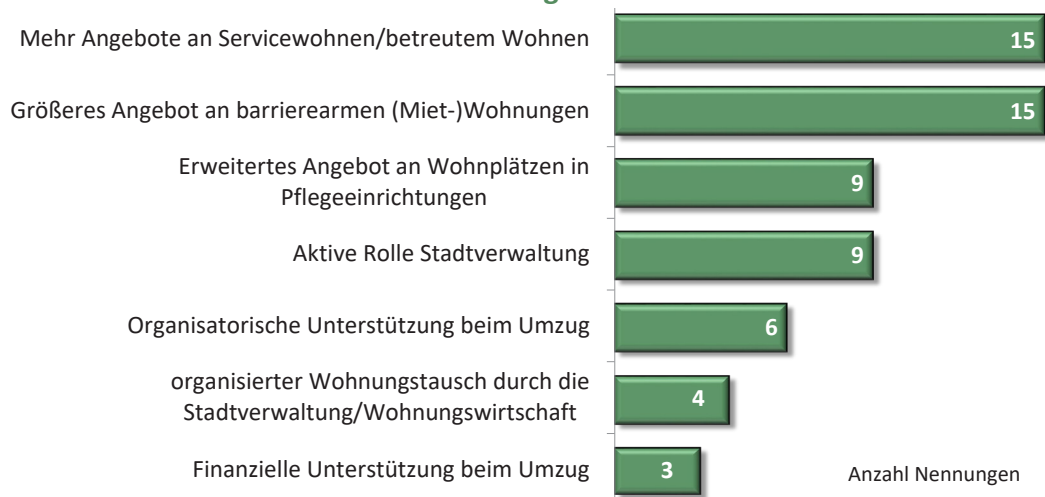 Mehr Angebote an Servicewohnen/betreutem Wohnen
15
Größeres Angebot an barrierearmen (Miet-)Wohnungen
15
Erweitertes Angebot an Wohnplätzen in
Pflegeeinrichtungen
9
Aktive Rolle Stadtverwaltung
9
Organisatorische Unterstützung beim Umzug
6
organisierter Wohnungstausch durch die
Stadtverwaltung/Wohnungswirtschaft
4
Finanzielle Unterstützung beim Umzug
3
Anzahl Nennungen